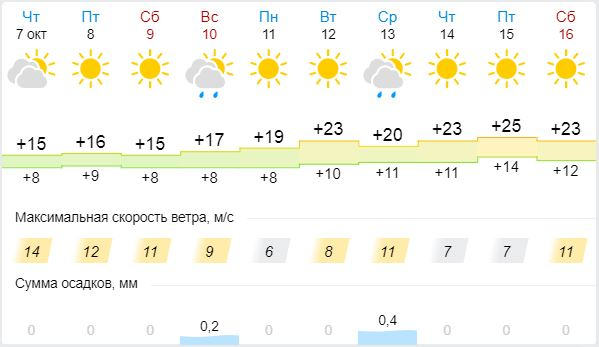 Чт Пт Сб Вс Пн Вт Ср Чт Пт Сб
7 окт 8 9 10 11 12 13 14 15 16
+15 +16 +15 +17 +19 +23 +20 +23 +25 +23
+8 +9 +8 +8 +8 +10 +11 +11 +14 +12
Максимальная скорость ветра, м/с
14 12 11 9 6 8 11 7 7 11
Сумма осадков, мм
0 0 0 0,2 0 0 0,4 0 0 0